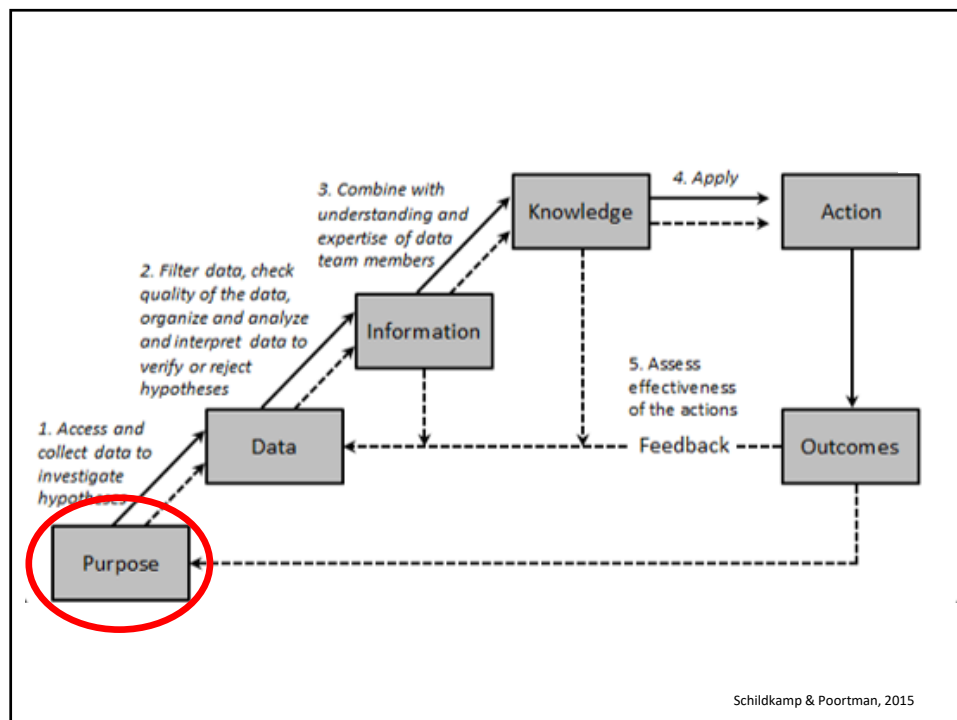 3. Combine with
understanding and
expertise of data
team members
Knowledge
4. Apply
Action
2. Filter data, check
quality of the data,
organize and analyze
and interpret data to
verify or reject
hypotheses
Information
5. Assess
effectiveness
of the actions
1. Access and
collect data to
investigate
hypotheses
Data
Feedback
Outcomes
Purpose
Schildkamp & Poortman, 2015